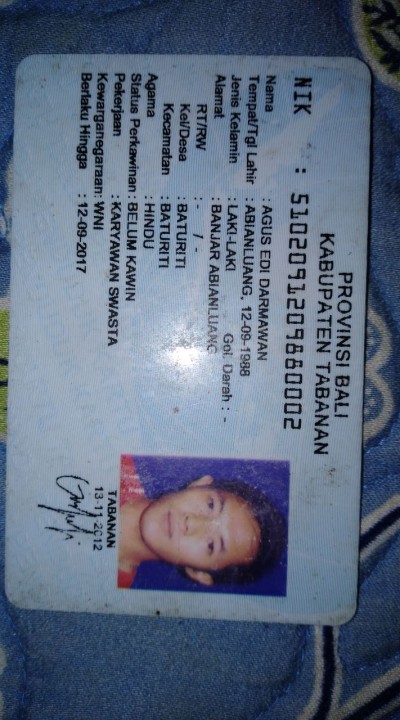 PROVINSI BALI
KABUPATEN TABANAN
NIK : 5102091209880002
Nama : AGUS EDI DARMAWAN
Tempat/Tgl Lahir : ABIANLUANG, 12-09-1988
Jenis Kelamin : LAKI-LAKI Gol. Darah : -
Alamat : BANJAR ABIANLUANG
RT/RW : - / -
Kel/Desa : BATURITI
Kecamatan : BATURITI
Agama : HINDU
Status Perkawinan : BELUM KAWIN
Pekerjaan : KARYAWAN SWASTA
Kewarganegaraan : WNI
Berlaku Hingga : 12-09-2017
TABANAN
13-11-2012